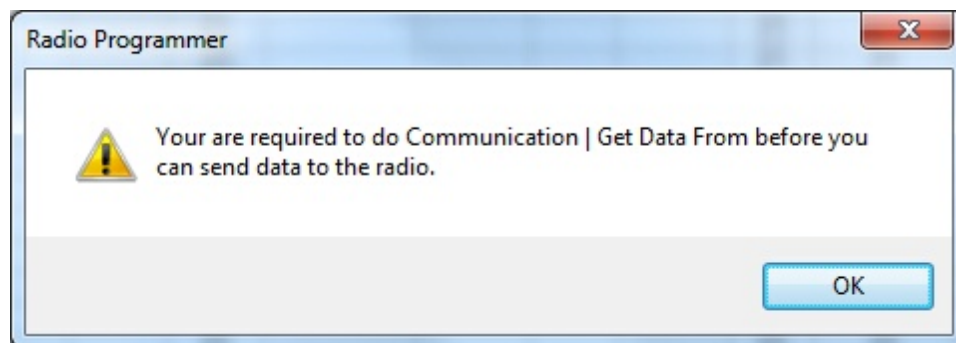 Radio Programmer
Your are required to do Communication | Get Data From before you
can send data to the radio.
OK